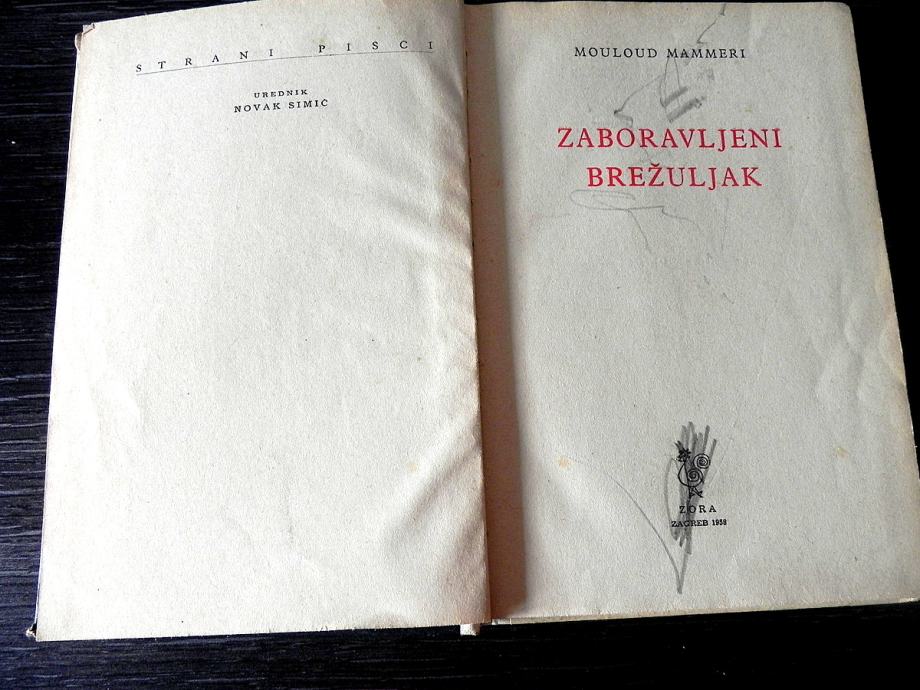 STRANI PISCI
UREDNIK
NOVAK SIMIĆ
MOULOUD MAMMERI
ZABORAVLJENI
BREŽULJAK
ZORA
ZAGREB 1958